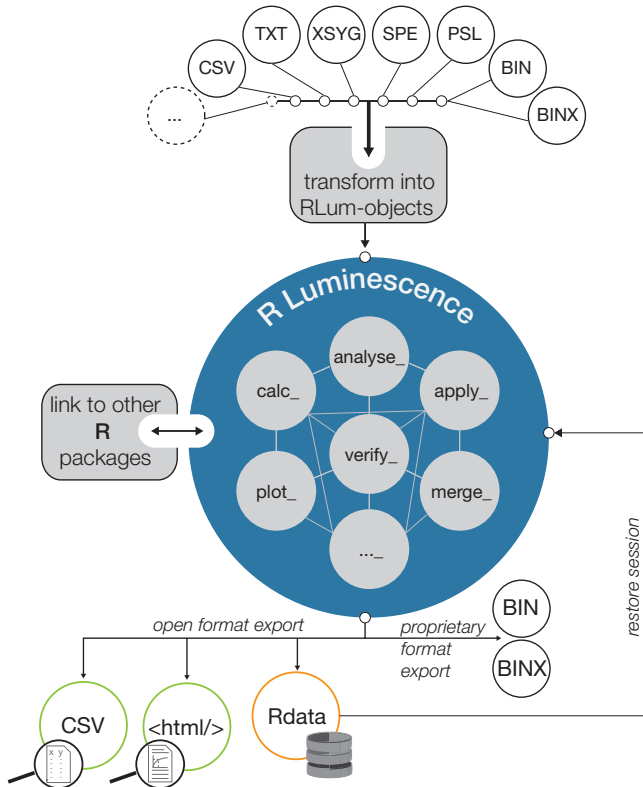 TXT
XSYG
SPE
PSL
CSV
BIN
...
BINX
transform into
RLum-objects
R Luminescence
analyse_
calc_
apply_
link to other
R
packages
verify_
plot_
merge_
..._
restore session
open format export
proprietary
format
export
BIN
BINX
CSV
<html/>
Rdata
x y